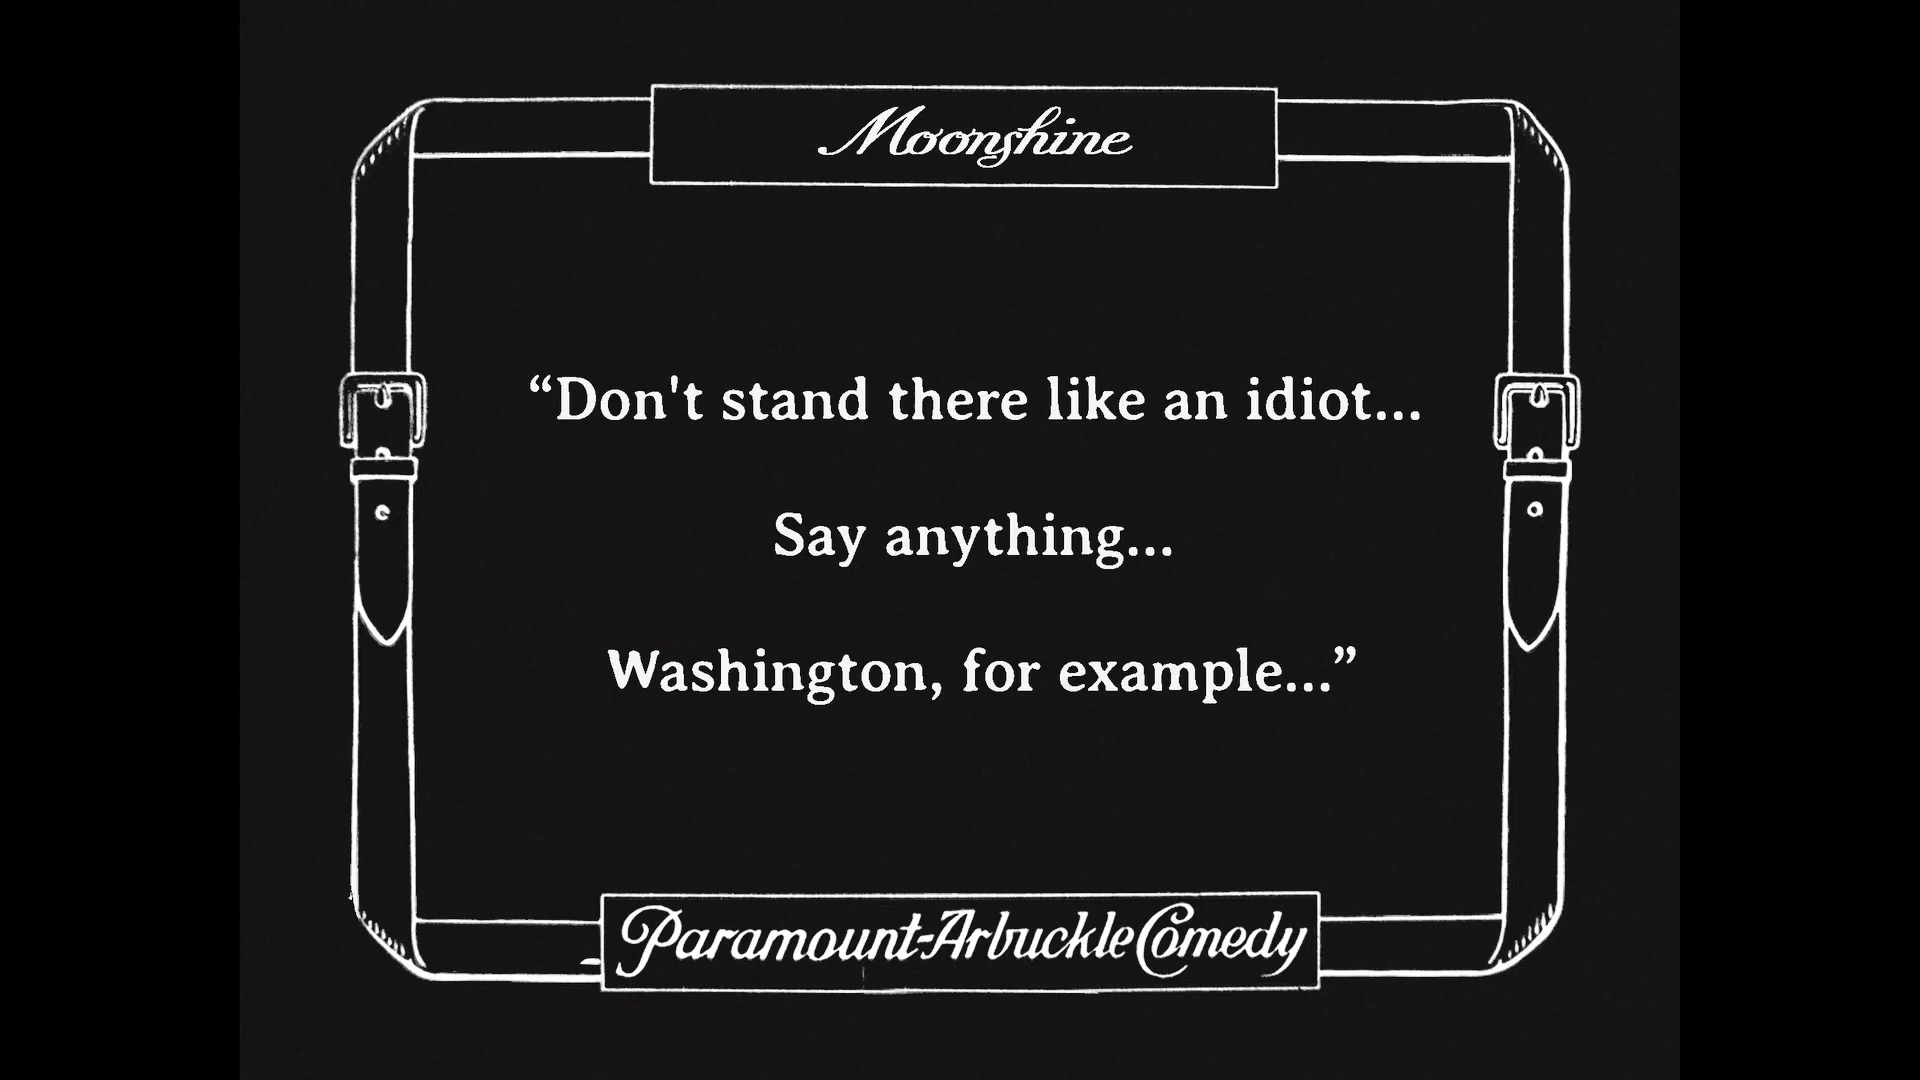 Moonshine
“Don't stand there like an idiot...
Say anything...
Washington, for example...”
Paramount-Arbuckle Comedy